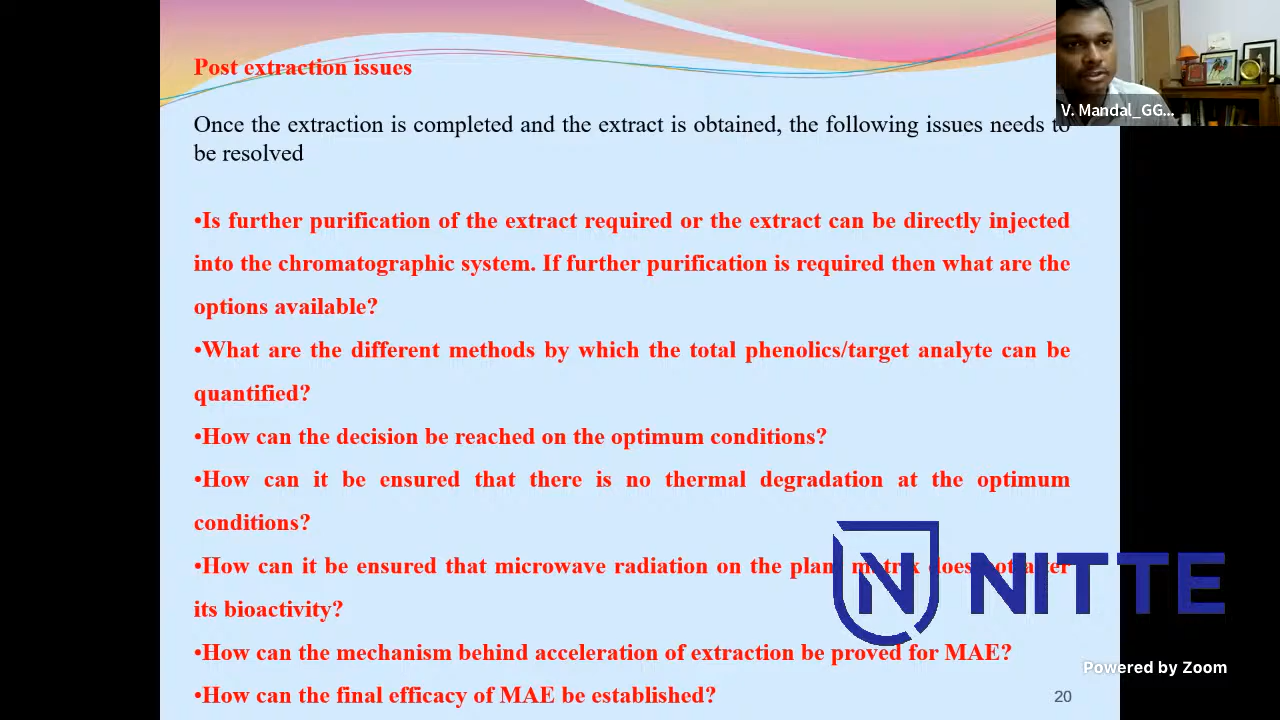 Post extraction issues
V. Mandal_GG...
Once the extraction is completed and the extract is obtained, the following issues needs to
be resolved
•Is further purification of the extract required or the extract can be directly injected
into the chromatographic system. If further purification is required then what are the
options available?
•What are the different methods by which the total phenolics/target analyte can be
quantified?
•How can the decision be reached on the optimum conditions?
•How can it be ensured that there is no thermal degradation at the optimum
conditions?
•How can it be ensured that microwave radiation on the plant matrix does not alter
its bioactivity?
N NITTE
•How can the mechanism behind acceleration of extraction be proved for MAE?
Powered by Zoom
•How can the final efficacy of MAE be established?
20